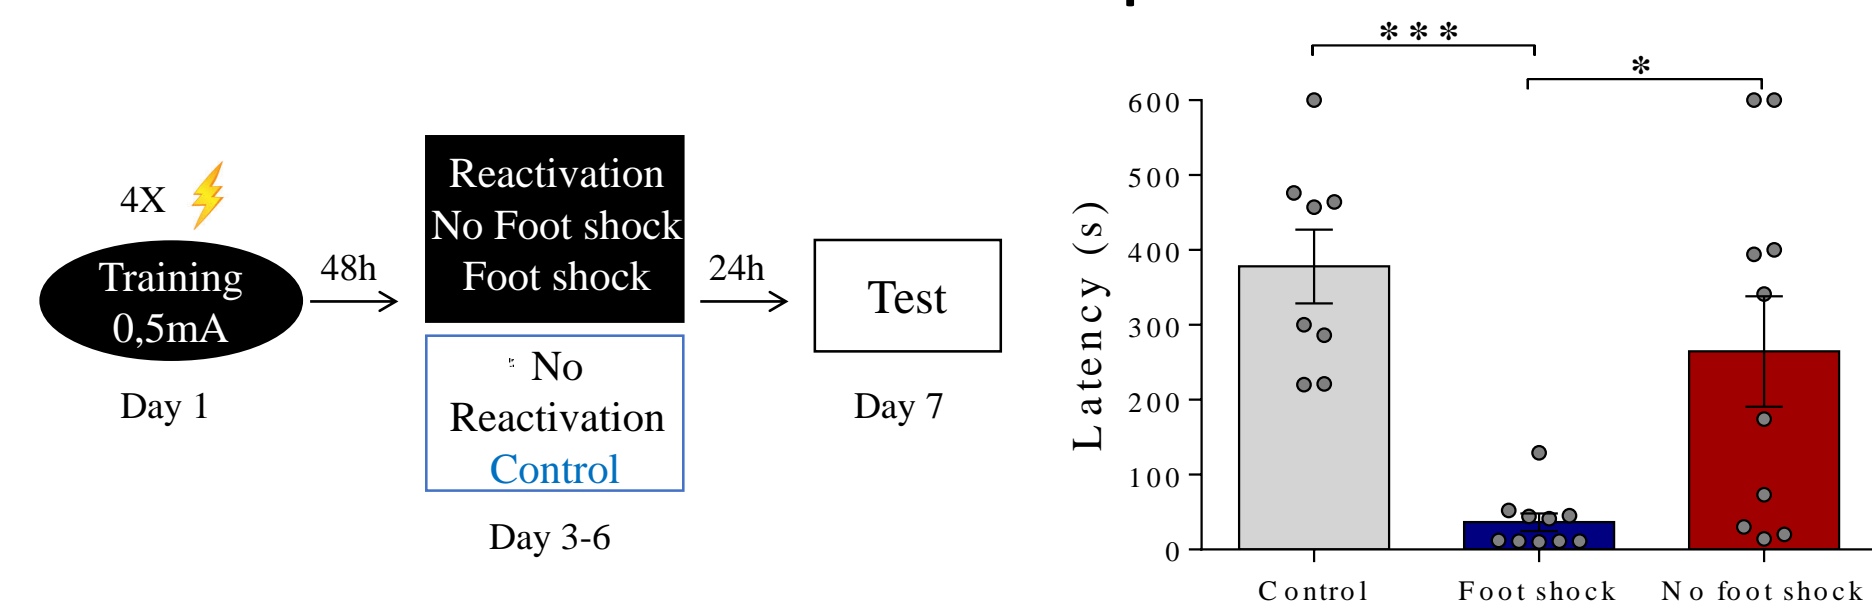 4X
Training
0,5mA
Day 1
48h
Reactivation
No Foot shock
Foot shock
No
Reactivation
Control
Day 3-6
24h
Test
Day 7
***
*
Latency (s)
600
500
400
300
200
100
0
Control
Foot shock
No foot shock